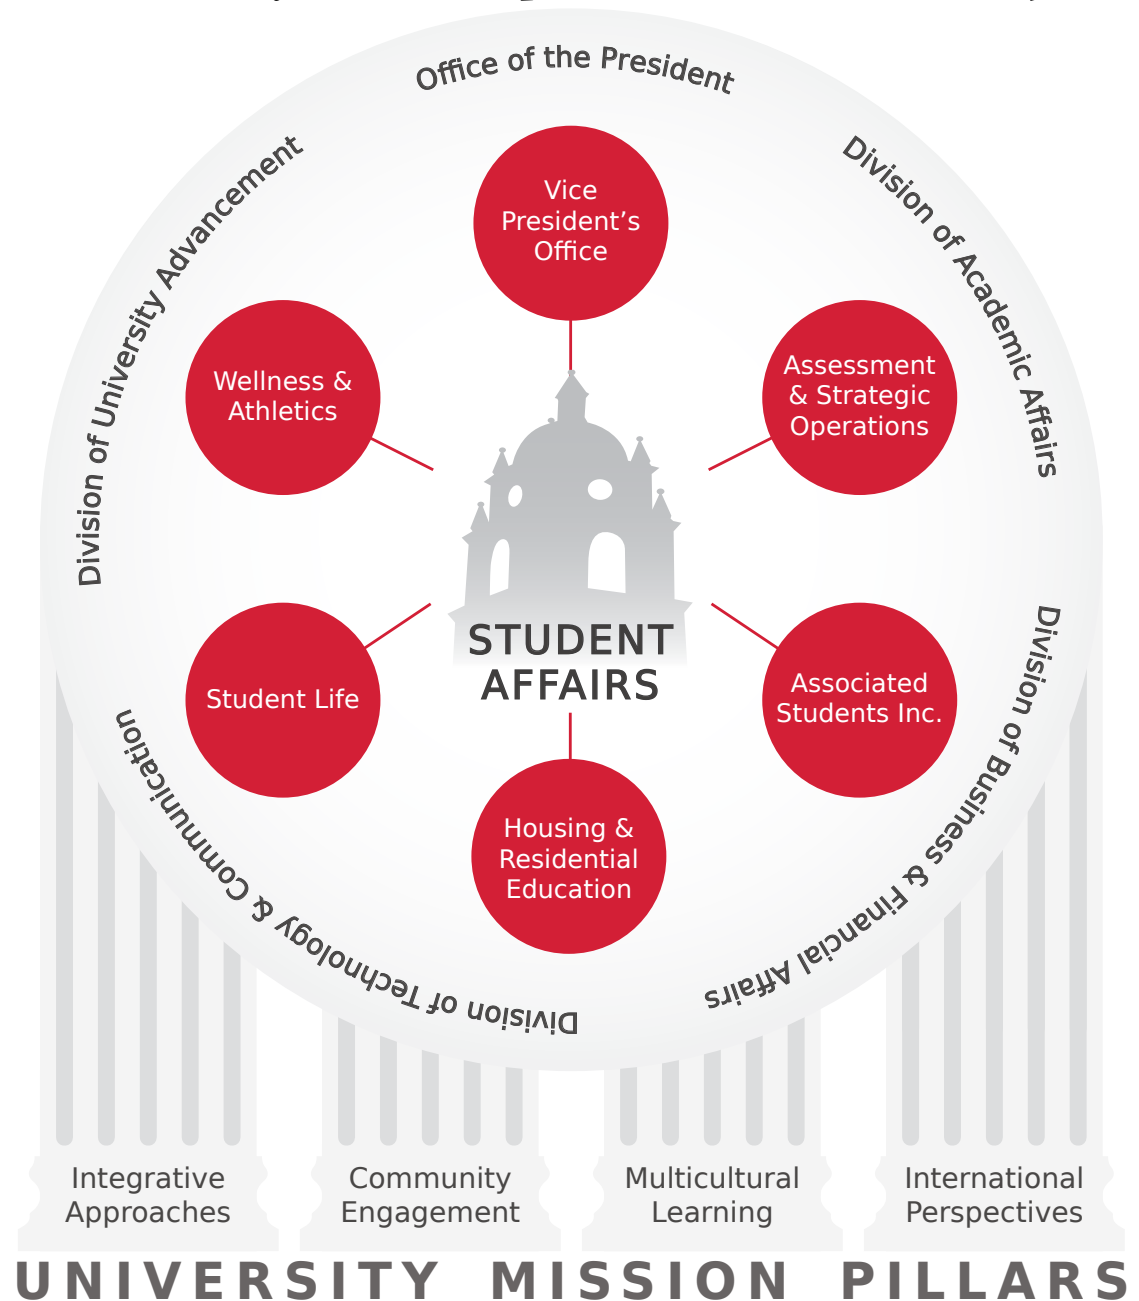 Office of the President
Division of University Advancement
Division of Academic Affairs
Vice
President’s
Office
Wellness &
Athletics
Assessment
& Strategic
Operations
STUDENT
AFFAIRS
Student Life
Associated
Students Inc.
Housing &
Residential
Education
Division of Technology & Communication
Division of Business & Financial Affairs
Integrative
Approaches
Community
Engagement
Multicultural
Learning
International
Perspectives
UNIVERSITY MISSION PILLARS